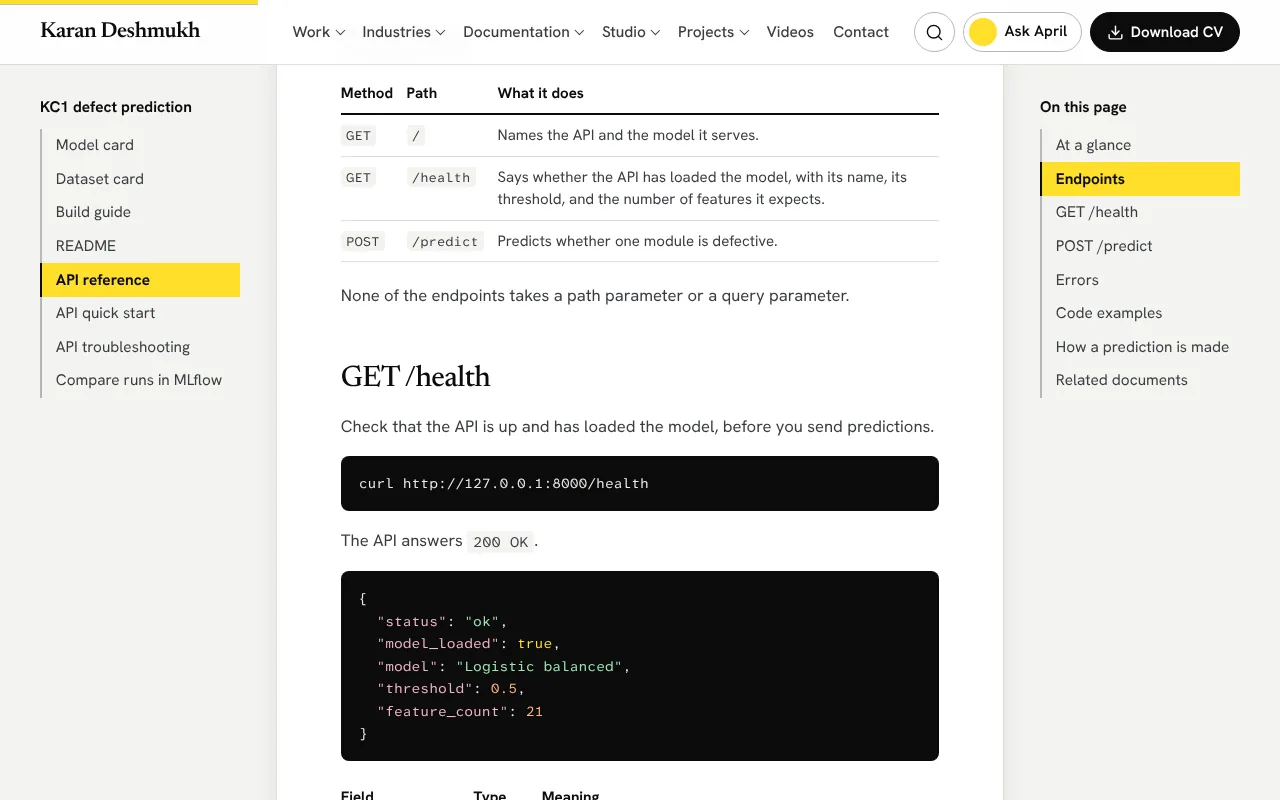 Karan Deshmukh
Work
Industries
Documentation
Studio
Projects
Videos
Contact
Ask April
Download CV
KC1 defect prediction
Model card
Dataset card
Build guide
README
API reference
API quick start
API troubleshooting
Compare runs in MLflow
Method Path What it does
GET / Names the API and the model it serves.
GET /health Says whether the API has loaded the model, with its name, its
threshold, and the number of features it expects.
POST /predict Predicts whether one module is defective.
None of the endpoints takes a path parameter or a query parameter.
GET /health
Check that the API is up and has loaded the model, before you send predictions.
curl http://127.0.0.1:8000/health
The API answers 200 OK.
{
  "status": "ok",
  "model_loaded": true,
  "model": "Logistic balanced",
  "threshold": 0.5,
  "feature_count": 21
}
Field Type Meaning
On this page
At a glance
Endpoints
GET /health
POST /predict
Errors
Code examples
How a prediction is made
Related documents